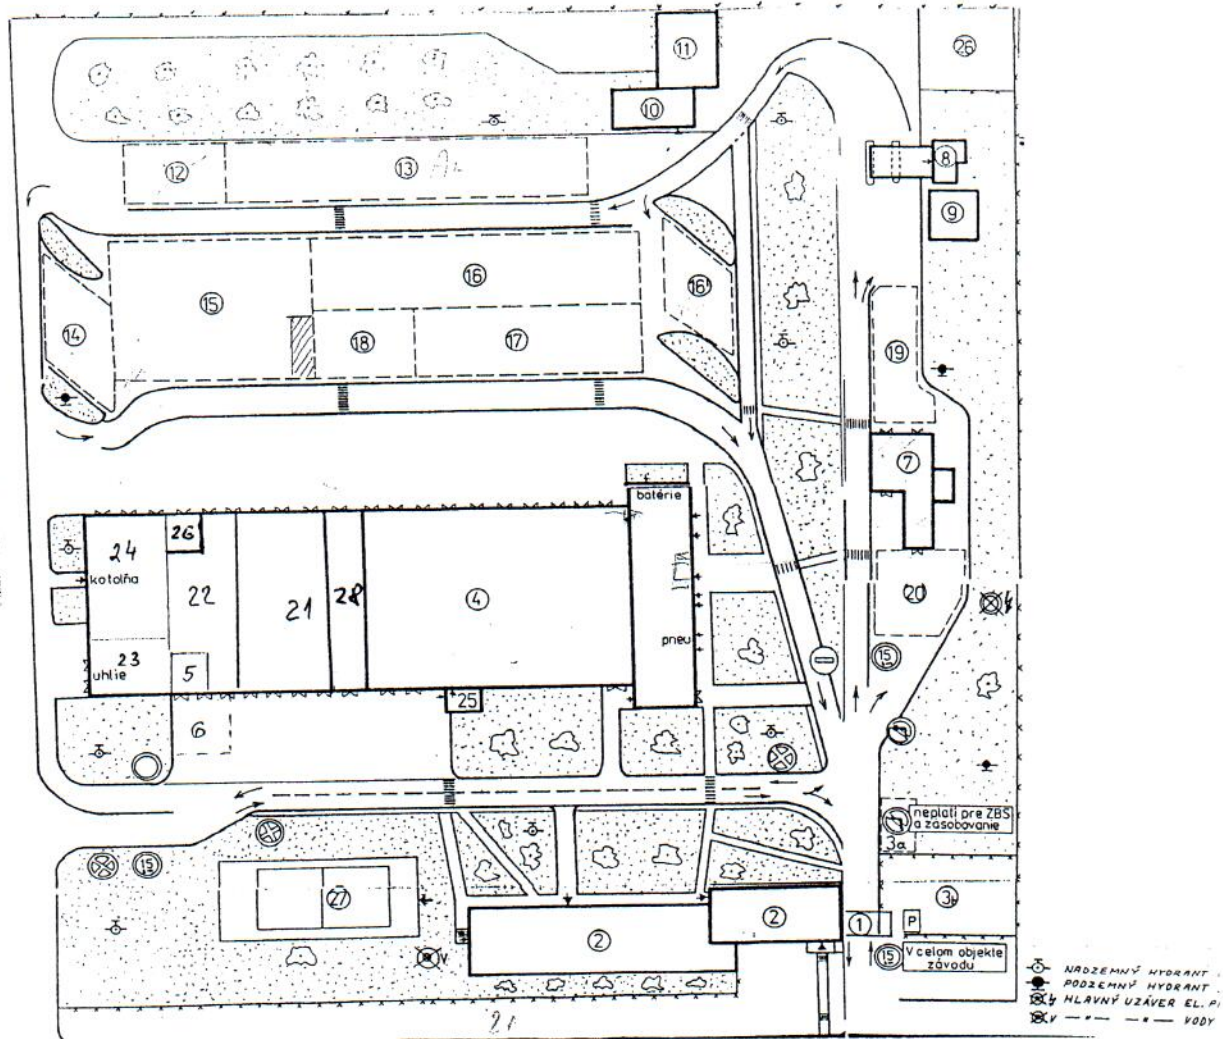 11
26
10
8
12
13
9
16
16'
15
14
18
17
19
7
batérie
24
26
kotolňa
22
21
28
4
20
pneu
15
23
uhlie
5
25
6
neplatí pre ZBS
a zásobovanie
3a
15
27
3b
2
2
1
P
15
V celom objekte
závodu
NADZEMNÝ HYDRANT
PODZEMNÝ HYDRANT
HLAVNÝ UZÁVER EL.
V — " — — " — VODY